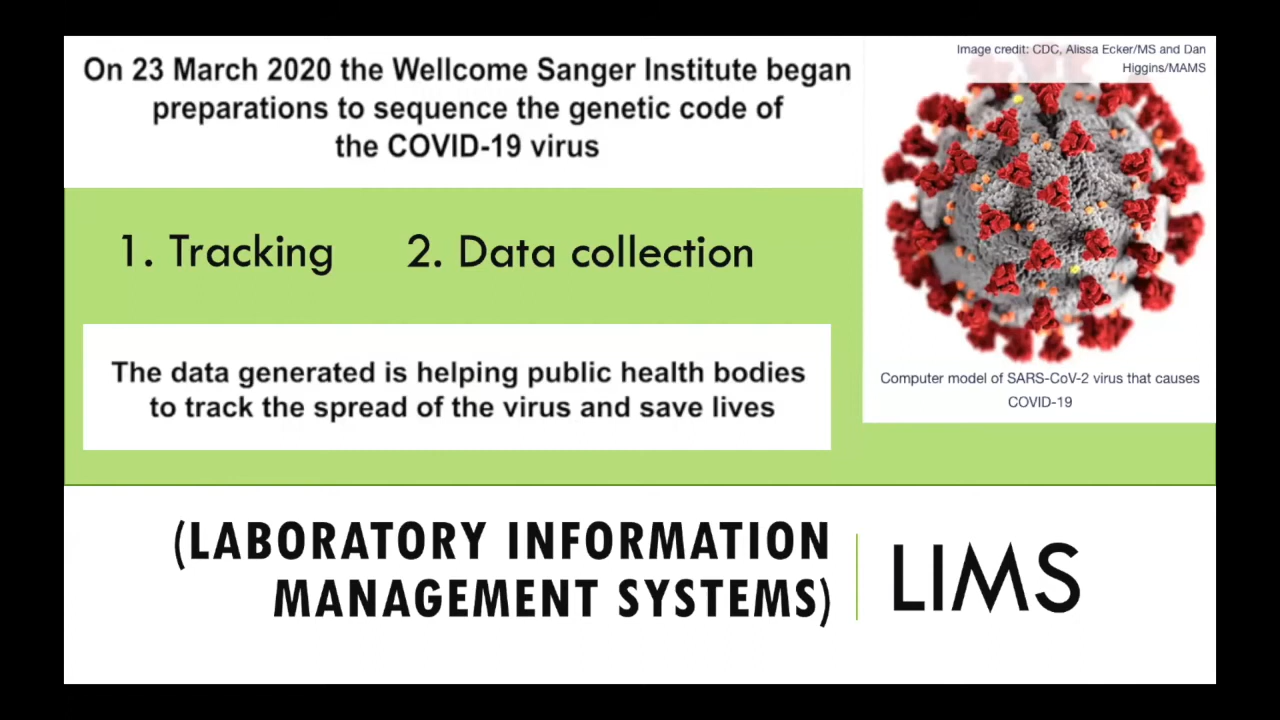 On 23 March 2020 the Wellcome Sanger Institute began
preparations to sequence the genetic code of
the COVID-19 virus
Image credit: CDC, Alissa Ecker/MS and Dan
Higgins/MAMS
1. Tracking 2. Data collection
The data generated is helping public health bodies
to track the spread of the virus and save lives
Computer model of SARS-CoV-2 virus that causes
COVID-19
(LABORATORY INFORMATION
MANAGEMENT SYSTEMS)
LIMS